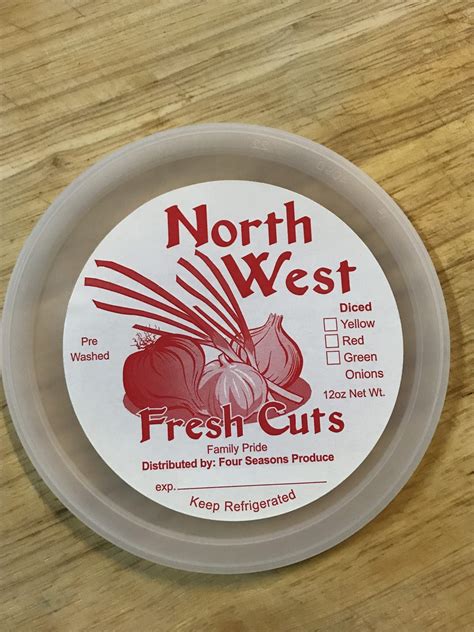 North
West
Diced
Yellow
Red
Green
Onions
12oz Net Wt.
Pre
Washed
Fresh Cuts
Family Pride
Distributed by: Four Seasons Produce
exp.
Keep Refrigerated